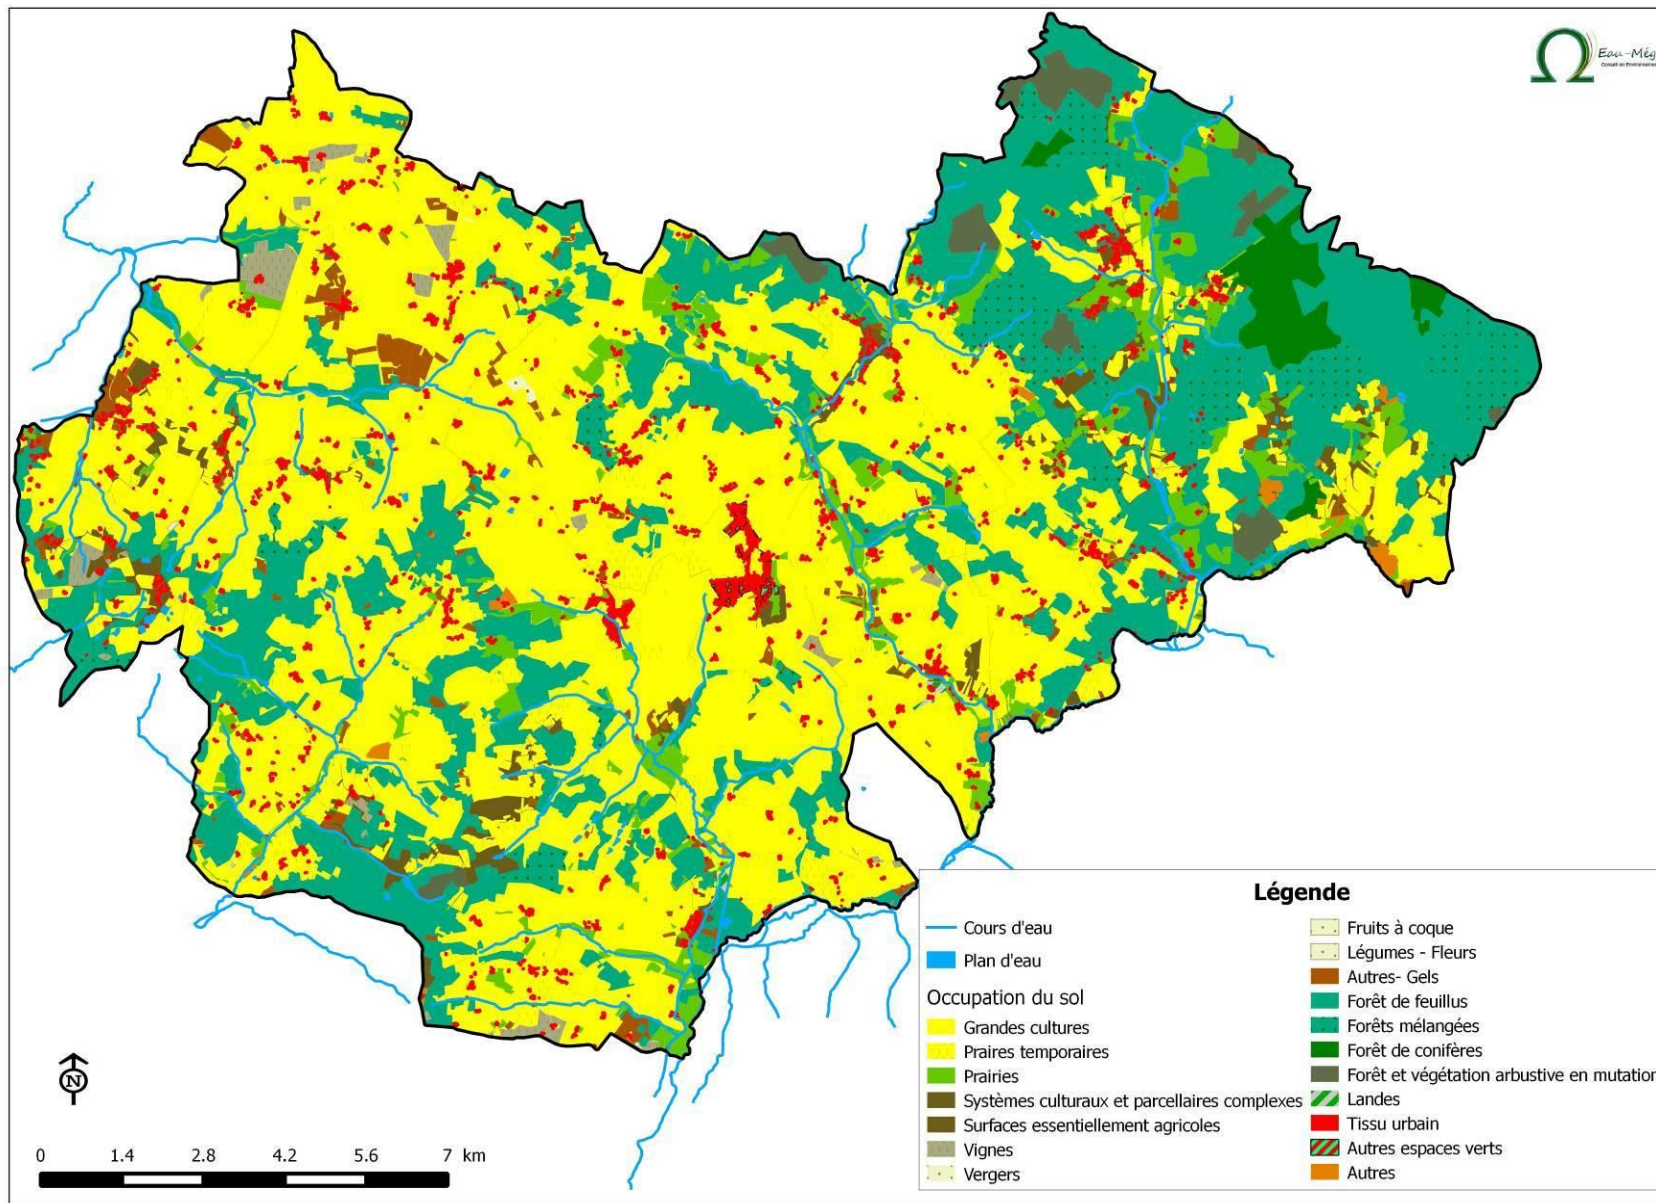 Eau-Még
Conseil en Environnement
Légende
Cours d'eau
Plan d'eau
Occupation du sol
Grandes cultures
Praires temporaires
Prairies
Systèmes culturaux et parcellaires complexes
Surfaces essentiellement agricoles
Vignes
Vergers
Fruits à coque
Légumes - Fleurs
Autres- Gels
Forêt de feuillus
Forêts mélangées
Forêt de conifères
Forêt et végétation arbustive en mutation
Landes
Tissu urbain
Autres espaces verts
Autres
N
0 1.4 2.8 4.2 5.6 7 km